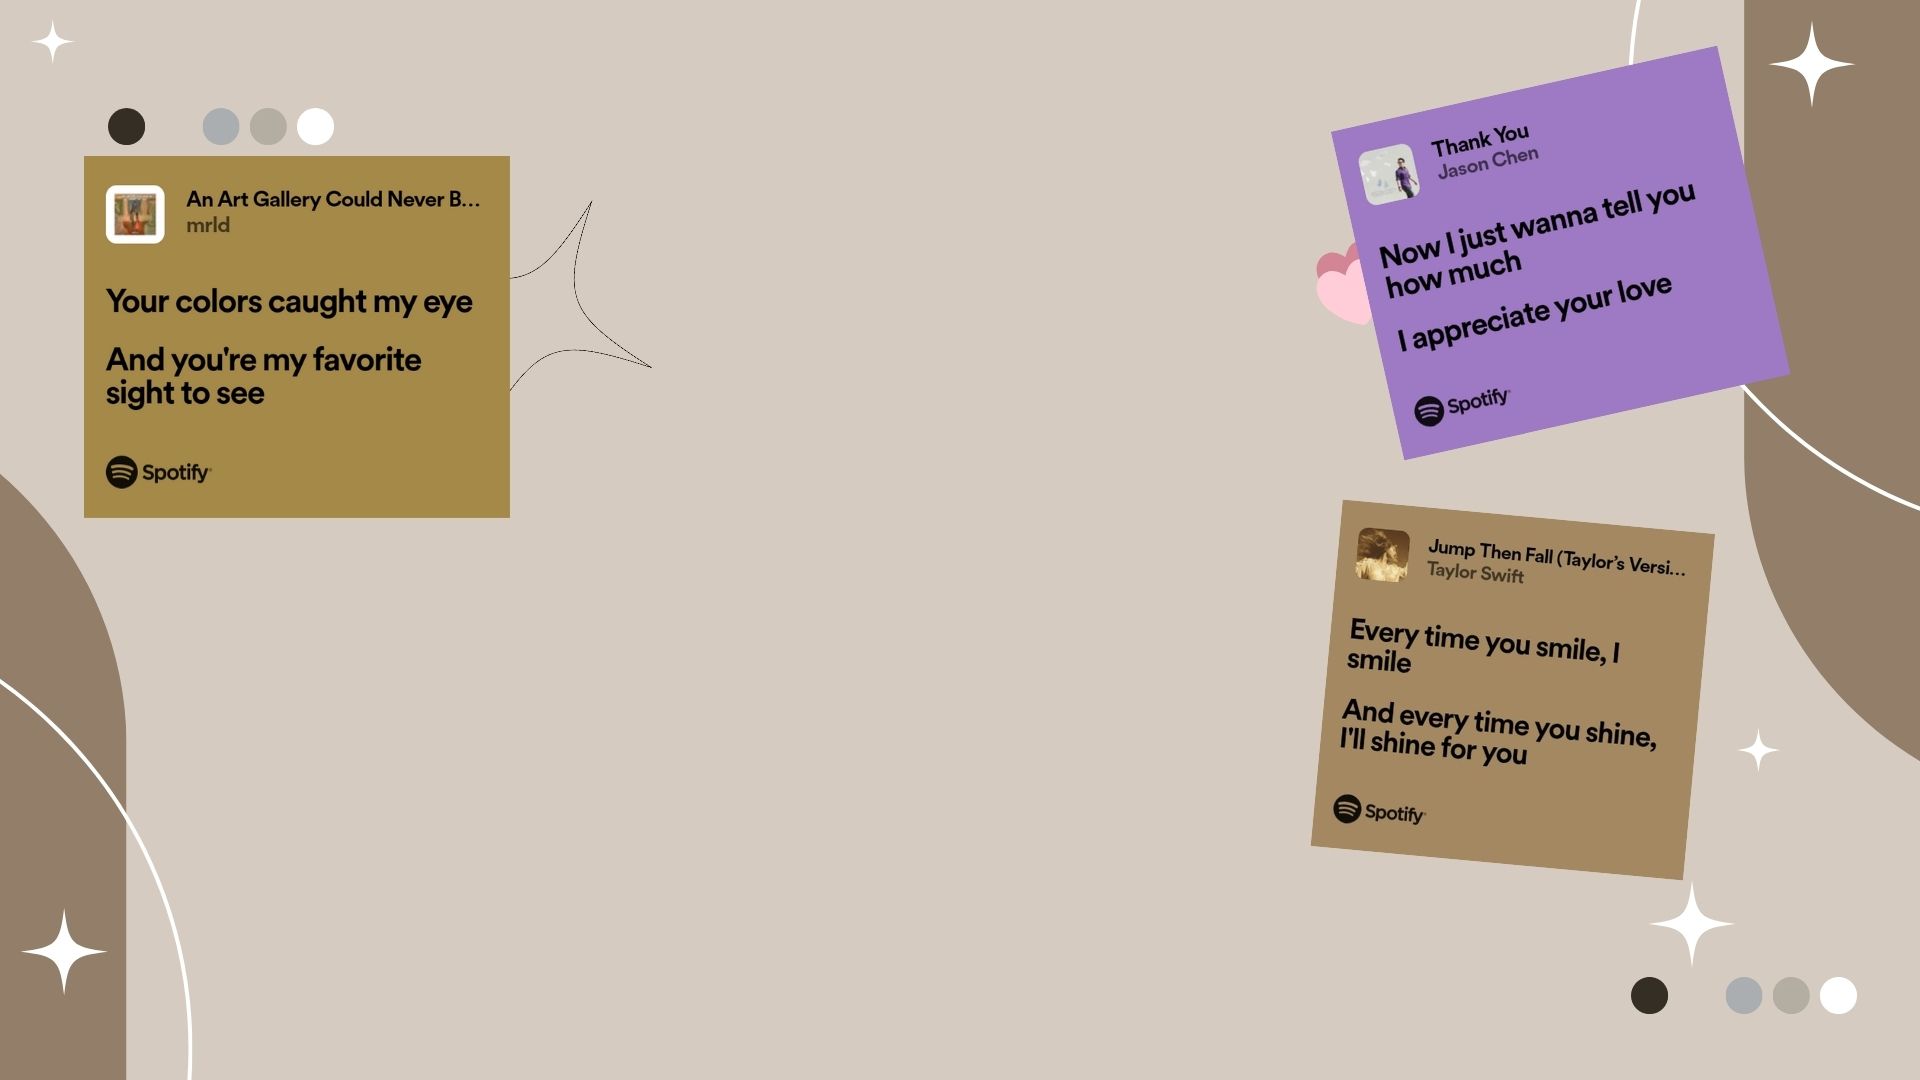 An Art Gallery Could Never B...
mrld
Your colors caught my eye
And you're my favorite
sight to see
Spotify
Thank You
Jason Chen
Now I just wanna tell you
how much
I appreciate your love
Spotify
Jump Then Fall (Taylor’s Versi...
Taylor Swift
Every time you smile, I
smile
And every time you shine,
I'll shine for you
Spotify